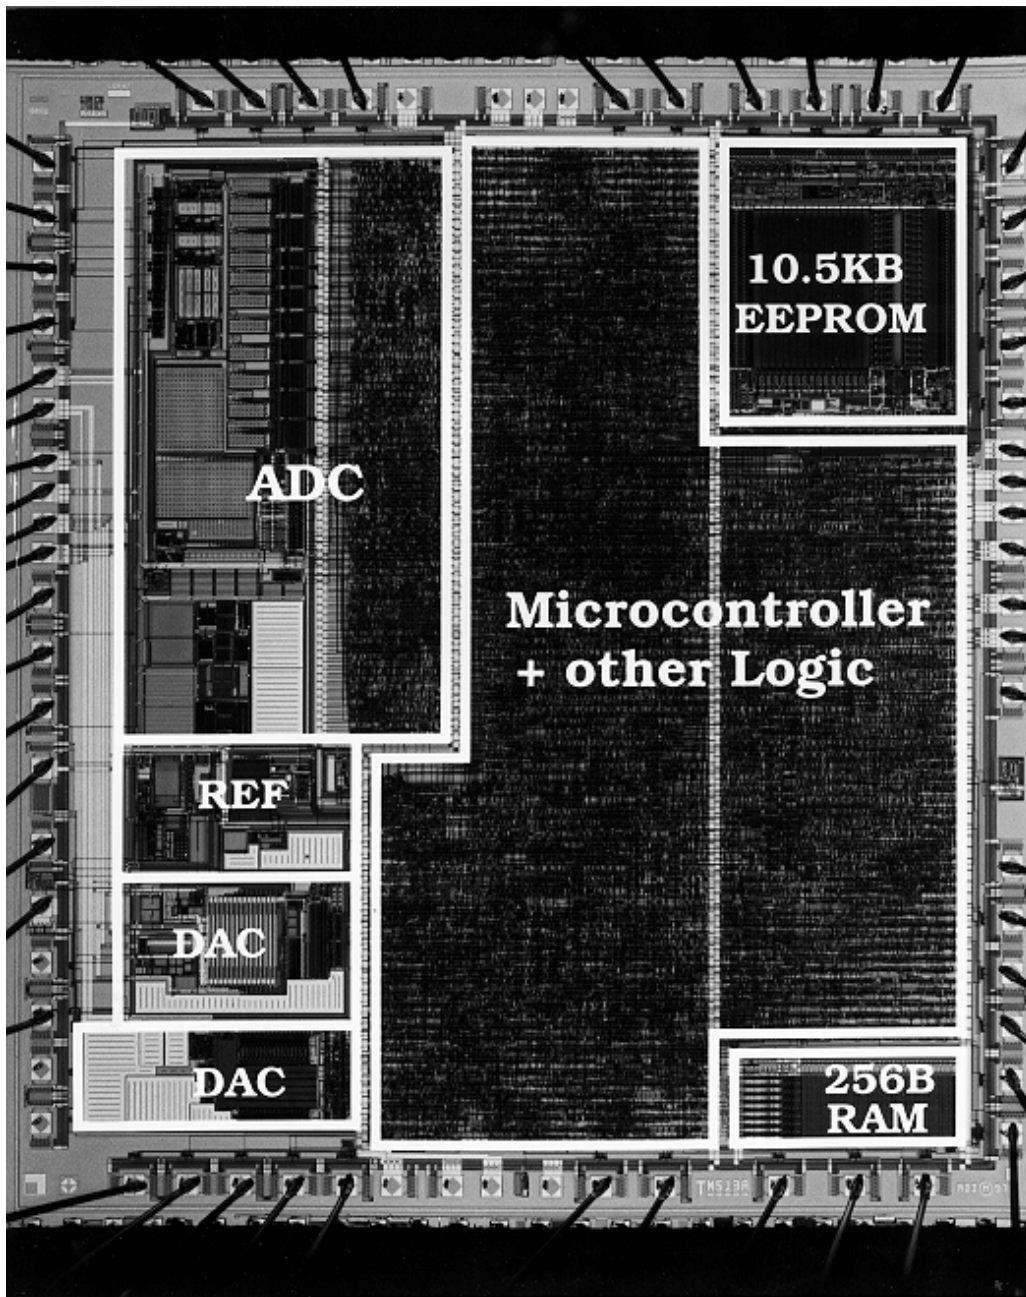 10.5KB
EEPROM
ADC
Microcontroller
+ other Logic
REF
DAC
DAC
256B
RAM